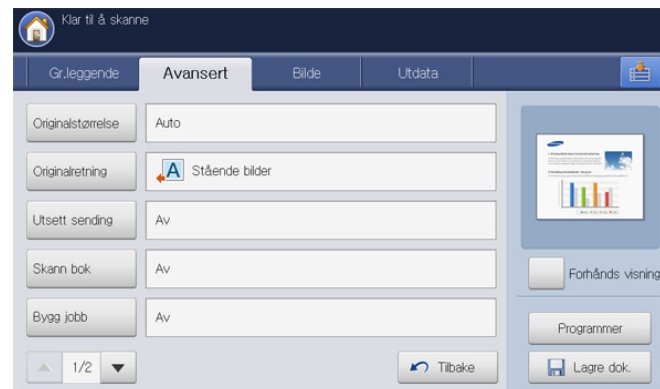 Klar til å skanne
Gr.leggende
Avansert
Bilde
Utdata
Originalstørrelse
Auto
Originalretning
A
Stående bilder
Utsett sending
Av
Skann bok
Av
Forhånds visning
Bygg jobb
Av
Programmer
1/2
Tilbake
Lagre dok.